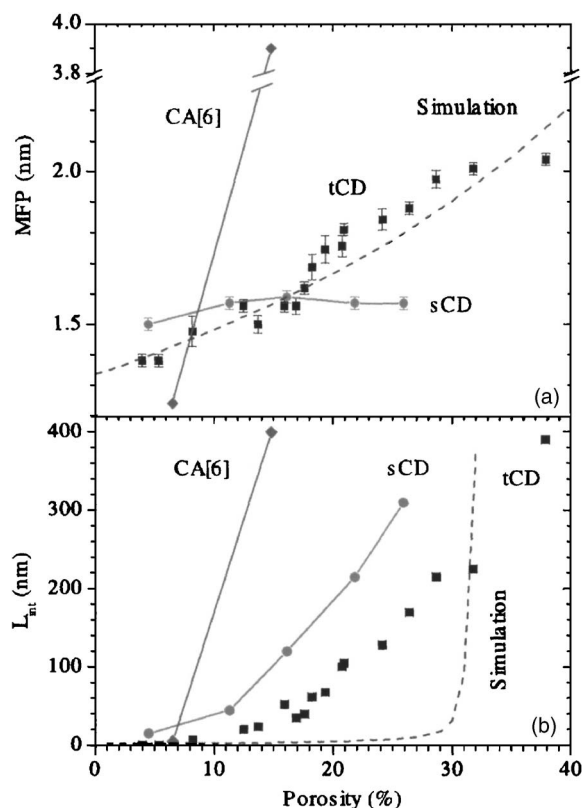 4.0
3.8
CA[6]
Simulation
MFP (nm)
2.0
tCD
1.5
sCD
(a)
400
CA[6]
sCD
tCD
300
L_int (nm)
200
Simulation
100
(b)
0
0 10 20 30 40
Porosity (%)